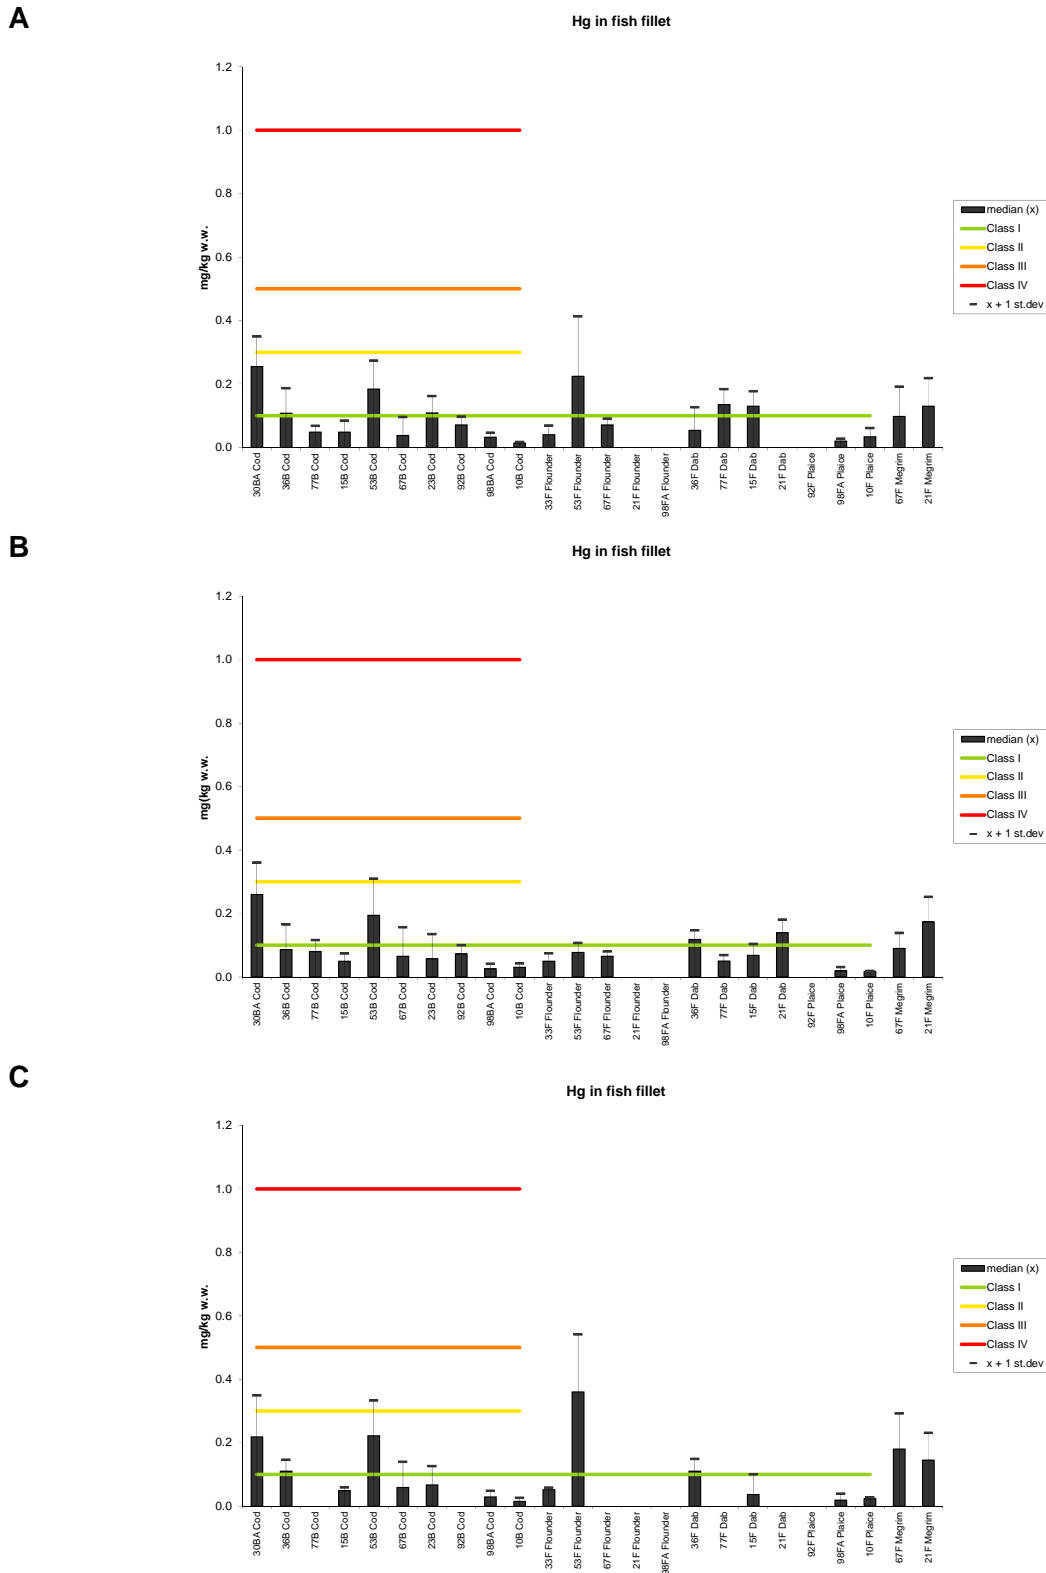 A
Hg in fish fillet
1.2
1.0
0.8
0.6
0.4
0.2
0.0
mg/kg w.w.
30BA Cod
36B Cod
77B Cod
15B Cod
53B Cod
67B Cod
23B Cod
92B Cod
98BA Cod
10B Cod
33F Flounder
53F Flounder
67F Flounder
21F Flounder
98FA Flounder
36F Dab
77F Dab
15F Dab
21F Dab
92F Plaice
98FA Plaice
10F Plaice
67F Megrim
21F Megrim
median (x)
Class I
Class II
Class III
Class IV
x + 1 st.dev
B
Hg in fish fillet
1.2
1.0
0.8
0.6
0.4
0.2
0.0
mg(kg w.w.
30BA Cod
36B Cod
77B Cod
15B Cod
53B Cod
67B Cod
23B Cod
92B Cod
98BA Cod
10B Cod
33F Flounder
53F Flounder
67F Flounder
21F Flounder
98FA Flounder
36F Dab
77F Dab
15F Dab
21F Dab
92F Plaice
98FA Plaice
10F Plaice
67F Megrim
21F Megrim
median (x)
Class I
Class II
Class III
Class IV
x + 1 st.dev
C
Hg in fish fillet
1.2
1.0
0.8
0.6
0.4
0.2
0.0
mg/kg w.w.
30BA Cod
36B Cod
77B Cod
15B Cod
53B Cod
67B Cod
23B Cod
92B Cod
98BA Cod
10B Cod
33F Flounder
53F Flounder
67F Flounder
21F Flounder
98FA Flounder
36F Dab
77F Dab
15F Dab
21F Dab
92F Plaice
98FA Plaice
10F Plaice
67F Megrim
21F Megrim
median (x)
Class I
Class II
Class III
Class IV
x + 1 st.dev